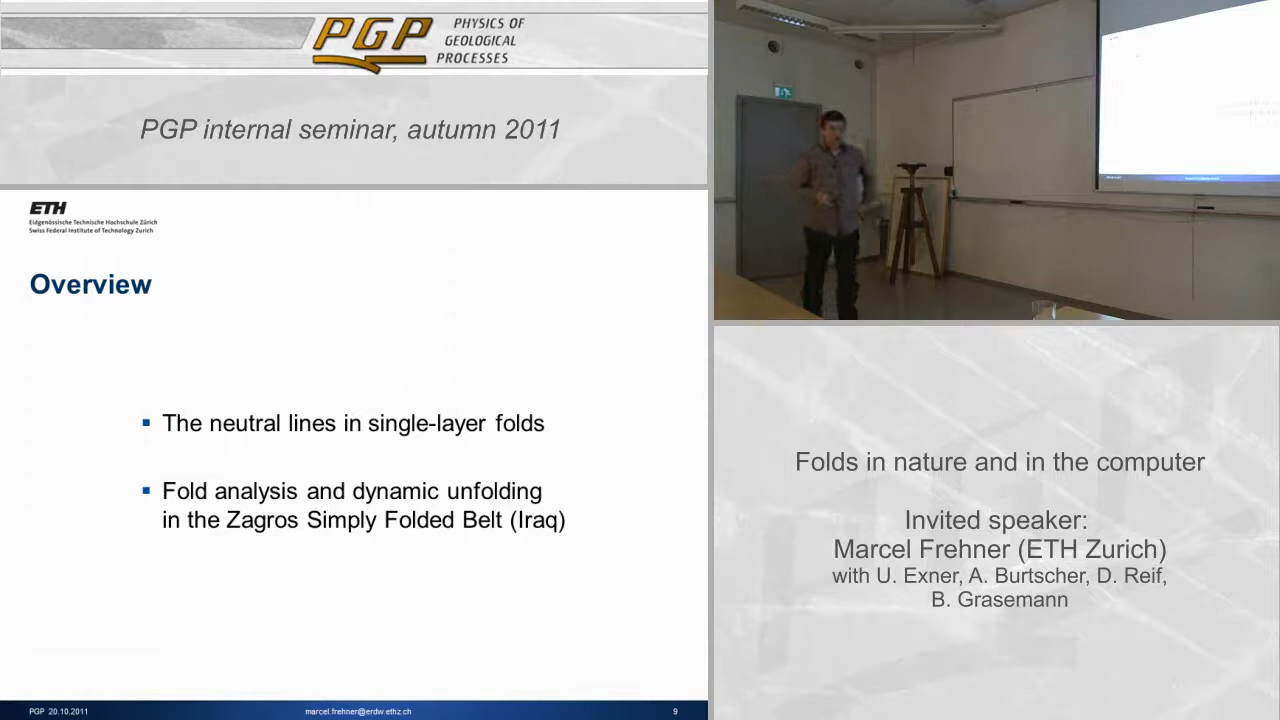 PGP
PHYSICS OF
GEOLOGICAL
PROCESSES
PGP internal seminar, autumn 2011
ETH
Eidgenössische Technische Hochschule Zürich
Swiss Federal Institute of Technology Zurich
Overview
▪ The neutral lines in single-layer folds
▪ Fold analysis and dynamic unfolding
in the Zagros Simply Folded Belt (Iraq)
PGP 20.10.2011
marcel.frehner@erdw.ethz.ch
9
Folds in nature and in the computer
Invited speaker:
Marcel Frehner (ETH Zurich)
with U. Exner, A. Burtscher, D. Reif,
B. Grasemann